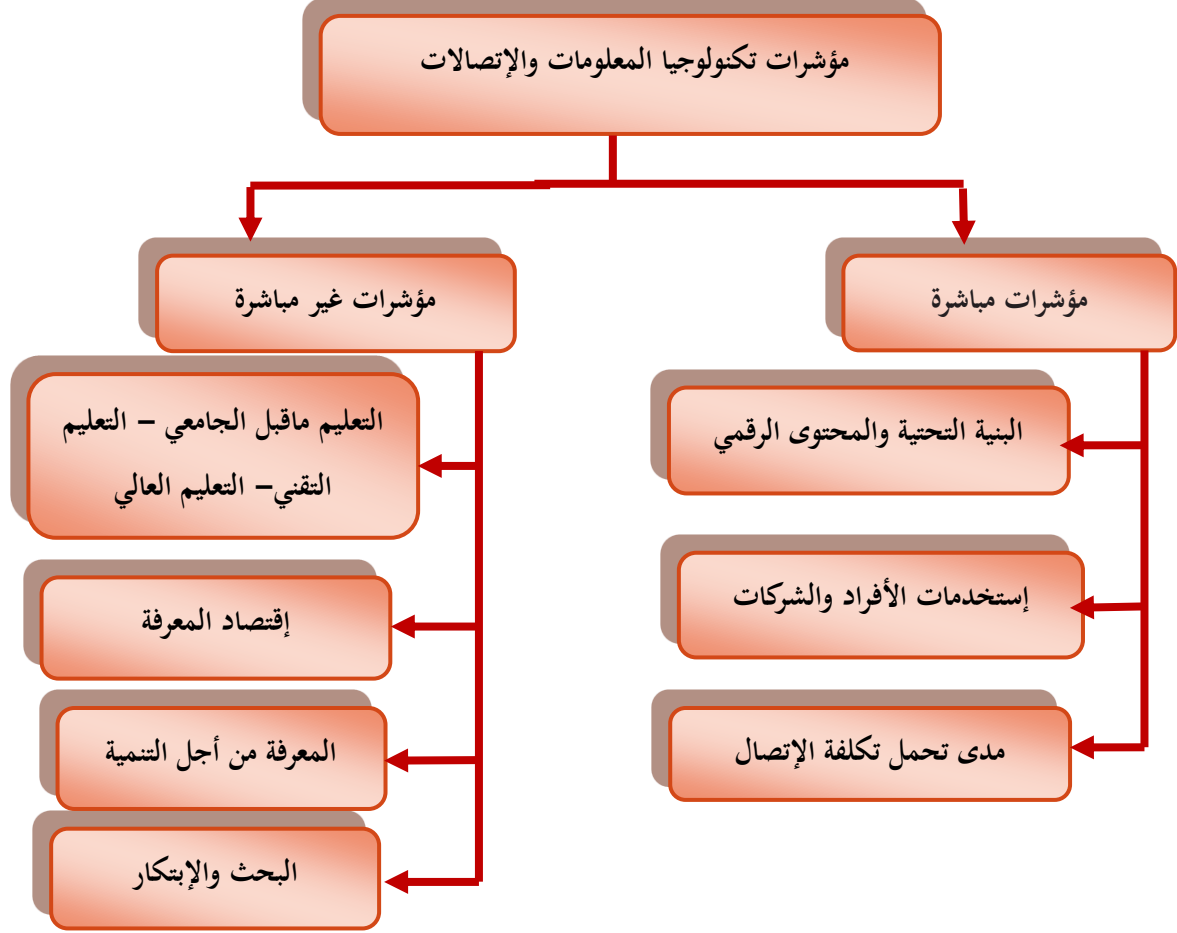 مؤشرات تكنولوجيا المعلومات والإتصالات
مؤشرات مباشرة
مؤشرات غير مباشرة
البنية التحتية والمحتوى الرقمي
إستخدمات الأفراد والشركات
مدى تحمل تكلفة الإتصال
التعليم ماقبل الجامعي – التعليم
التقني– التعليم العالي
إقتصاد المعرفة
المعرفة من أجل التنمية
البحث والإبتكار